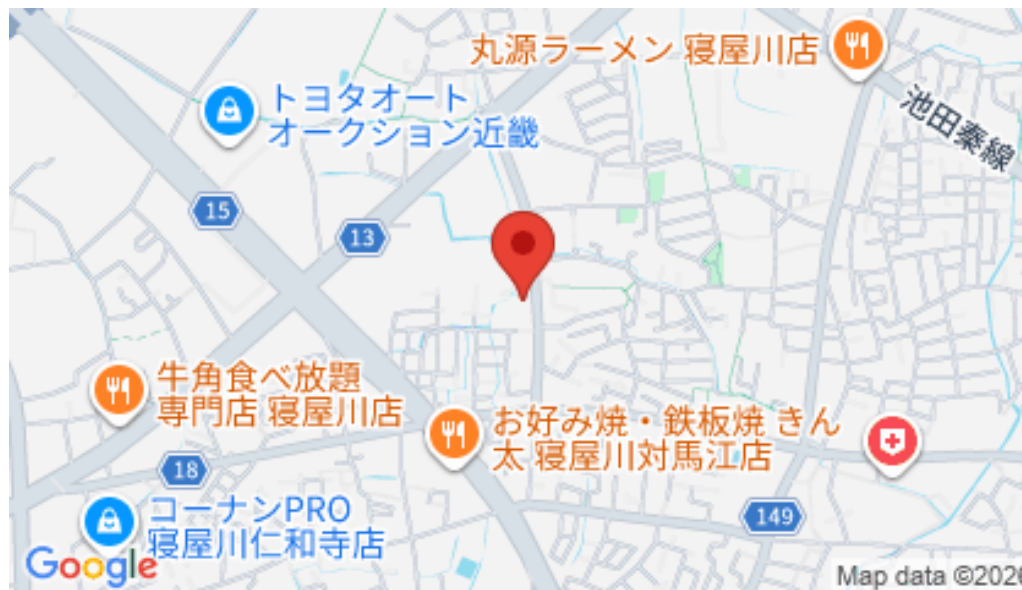 丸源ラーメン 寝屋川店
池田秦線
トヨタオート
オークション近畿
15
13
牛角食べ放題
専門店 寝屋川店
お好み焼・鉄板焼 きん
太 寝屋川対馬江店
18
コーナンPRO
寝屋川仁和寺店
149
Google
Map data ©2026